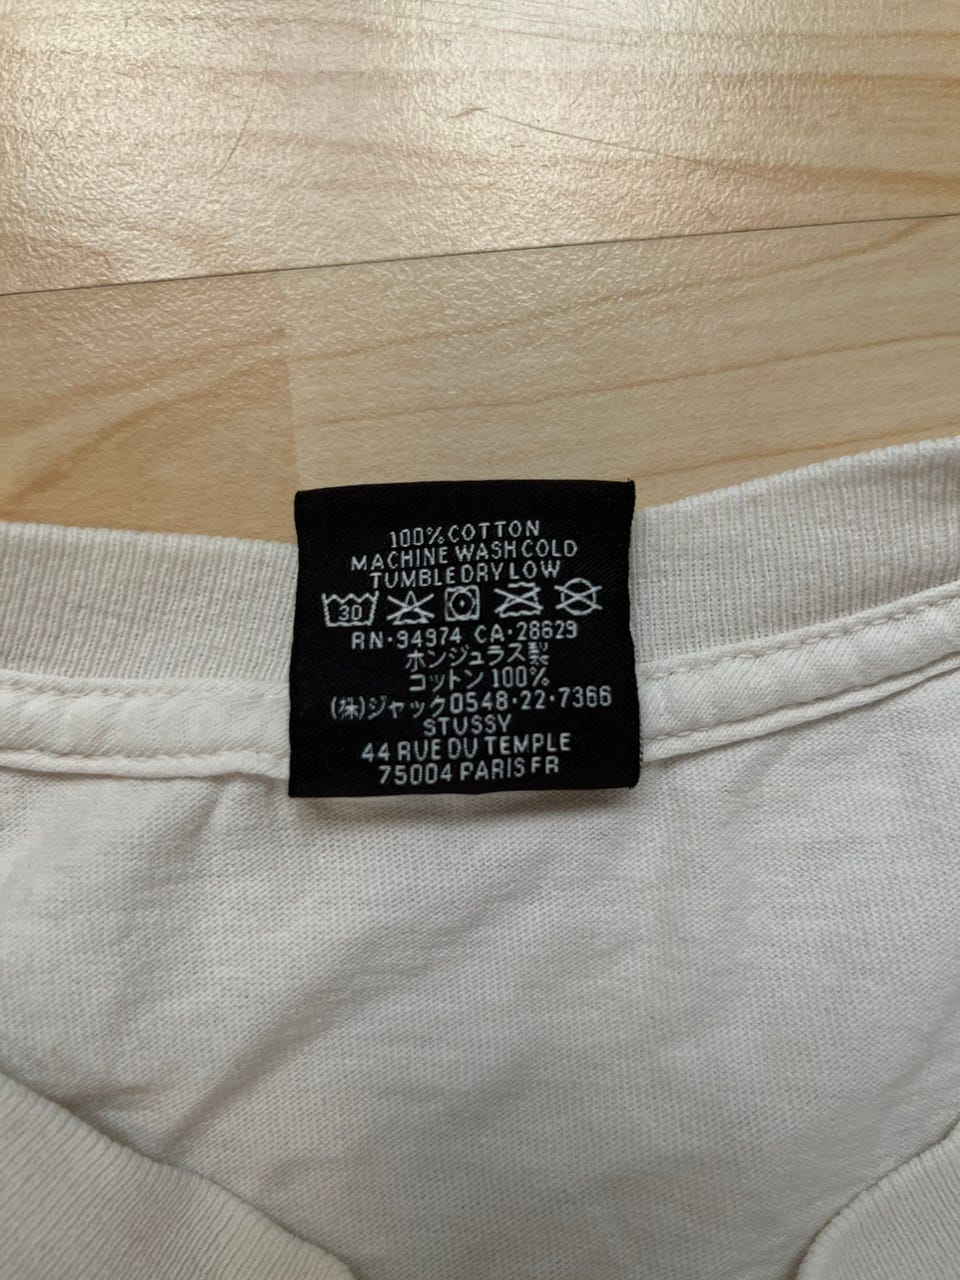 100% COTTON
MACHINE WASH COLD
TUMBLE DRY LOW
30
RN·94974 CA·28629
ホンジュラス製
コットン 100%
(株)ジャック0548·22·7366
STUSSY
44 RUE DU TEMPLE
75004 PARIS FR